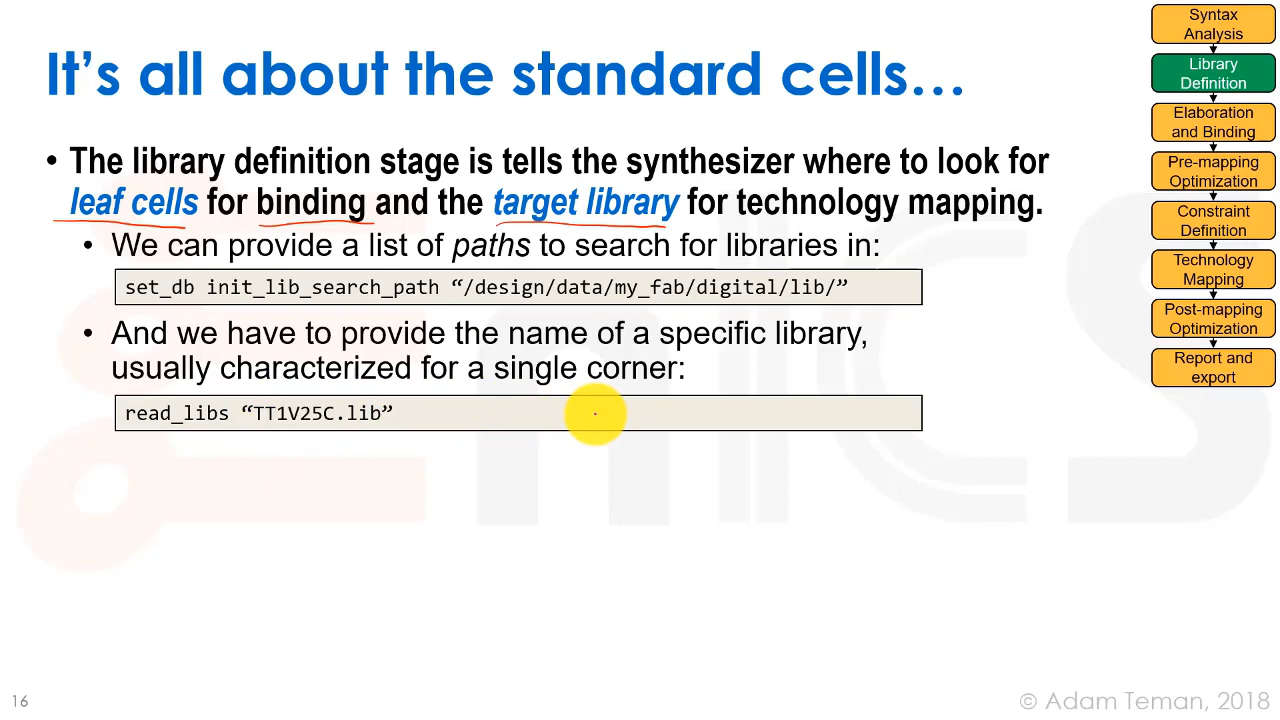 It's all about the standard cells…
• The library definition stage is tells the synthesizer where to look for
leaf cells for binding and the target library for technology mapping.
• We can provide a list of paths to search for libraries in:
set_db init_lib_search_path “/design/data/my_fab/digital/lib/”
• And we have to provide the name of a specific library,
usually characterized for a single corner:
read_libs “TT1V25C.lib”
Syntax
Analysis
Library
Definition
Elaboration
and Binding
Pre-mapping
Optimization
Constraint
Definition
Technology
Mapping
Post-mapping
Optimization
Report and
export
16
© Adam Teman, 2018